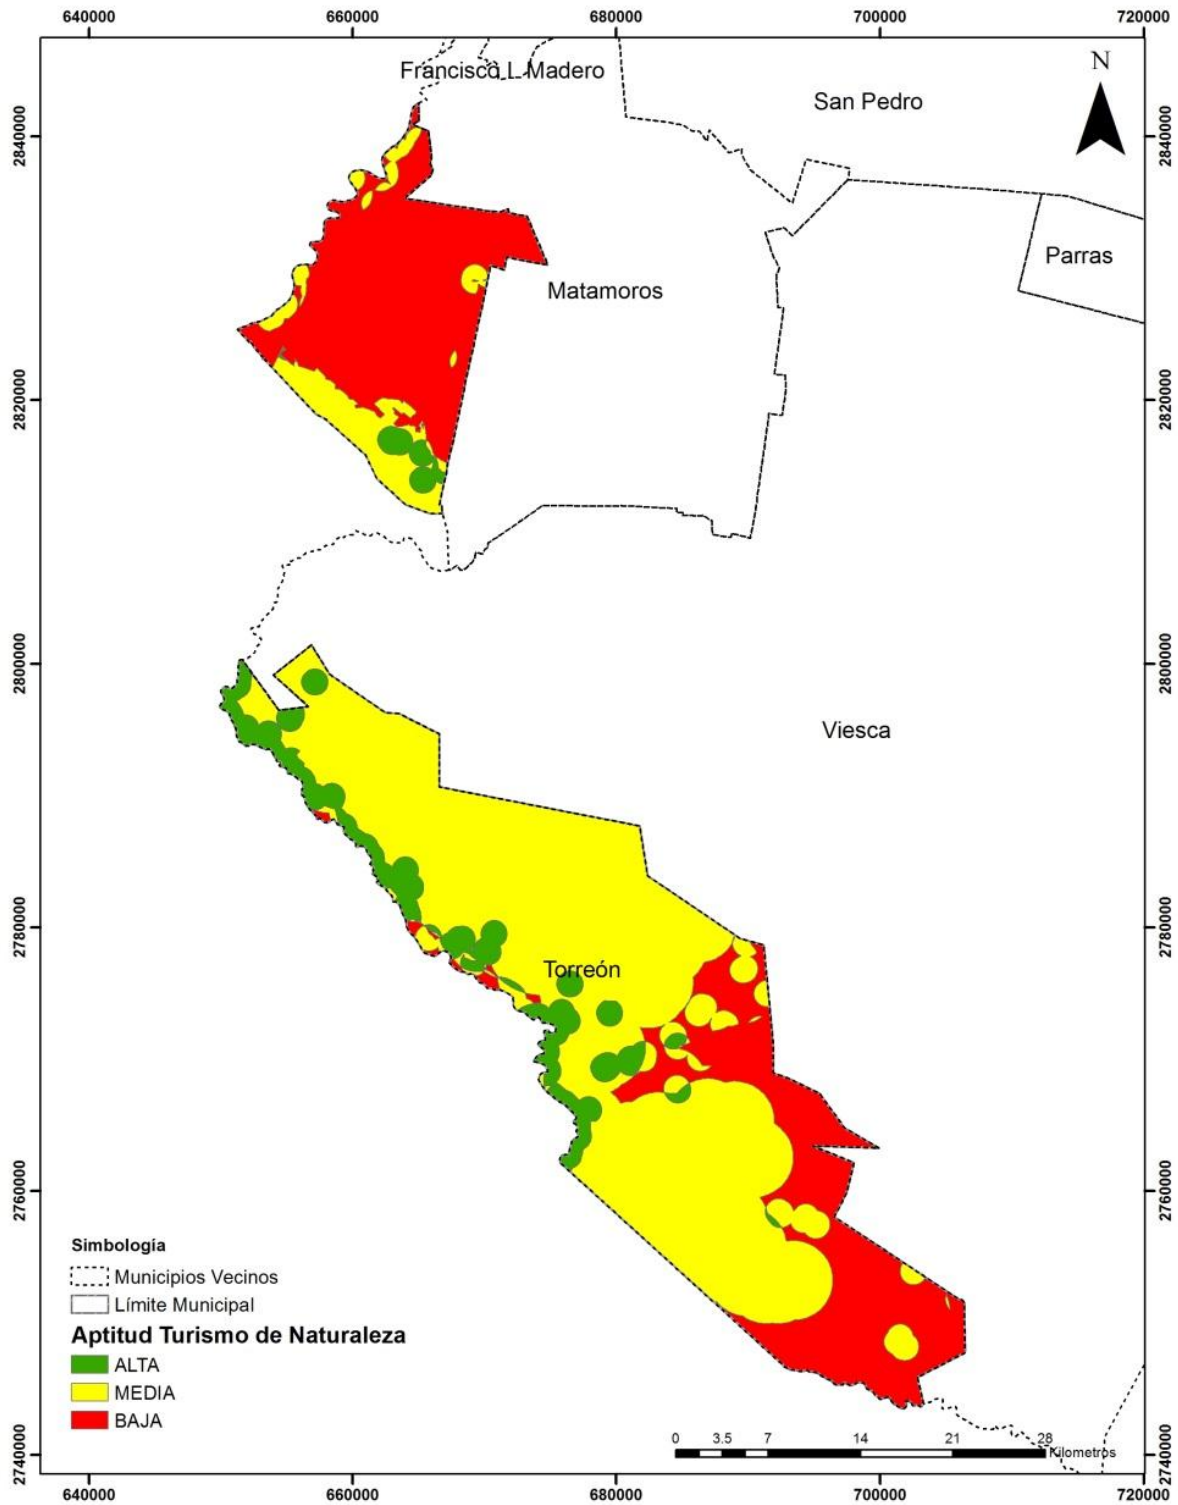 640000 660000 680000 700000 720000
Francisco I. Madero
San Pedro
N
2840000 2840000
Parras
Matamoros
2820000 2820000
2800000 2800000
Viesca
2780000 2780000
Torreón
2760000 2760000
Simbología
Municipios Vecinos
Límite Municipal
Aptitud Turismo de Naturaleza
ALTA
MEDIA
BAJA
0 3.5 7 14 21 28
Kilometros
2740000 2740000
640000 660000 680000 700000 720000